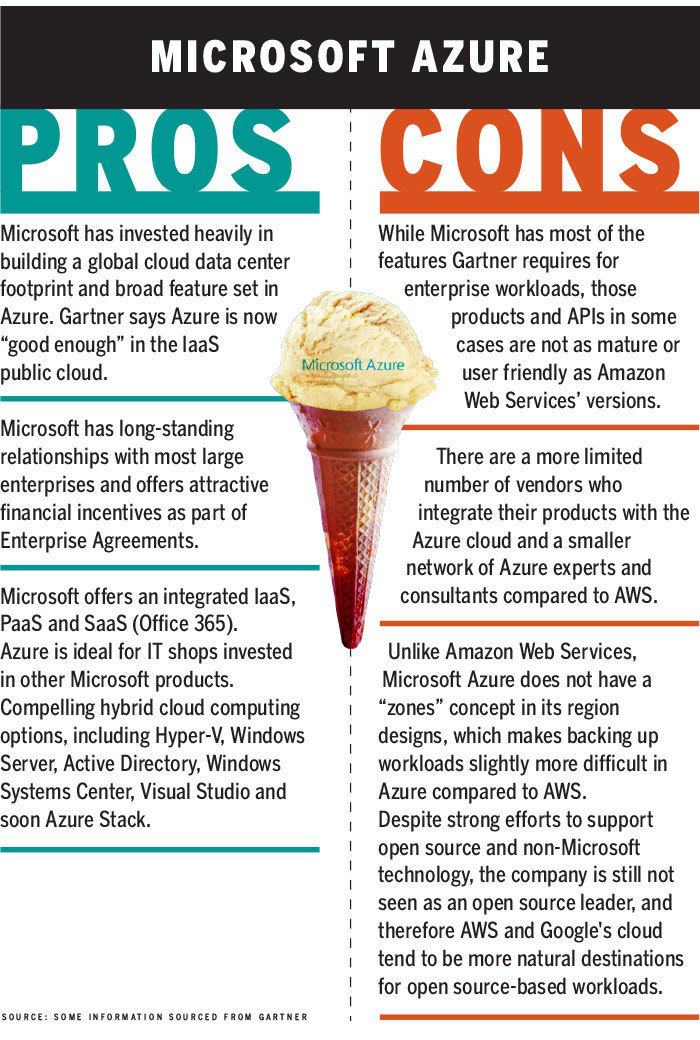 MICROSOFT AZURE
PROS
Microsoft has invested heavily in
building a global cloud data center
footprint and broad feature set in
Azure. Gartner says Azure is now
“good enough” in the IaaS
public cloud.
Microsoft has long-standing
relationships with most large
enterprises and offers attractive
financial incentives as part of
Enterprise Agreements.
Microsoft offers an integrated IaaS,
PaaS and SaaS (Office 365).
Azure is ideal for IT shops invested
in other Microsoft products.
Compelling hybrid cloud computing
options, including Hyper-V, Windows
Server, Active Directory, Windows
Systems Center, Visual Studio and
soon Azure Stack.
SOURCE: SOME INFORMATION SOURCED FROM GARTNER
Microsoft Azure
CONS
While Microsoft has most of the
features Gartner requires for
enterprise workloads, those
products and APIs in some
cases are not as mature or
user friendly as Amazon
Web Services’ versions.
There are a more limited
number of vendors who
integrate their products with the
Azure cloud and a smaller
network of Azure experts and
consultants compared to AWS.
Unlike Amazon Web Services,
Microsoft Azure does not have a
“zones” concept in its region
designs, which makes backing up
workloads slightly more difficult in
Azure compared to AWS.
Despite strong efforts to support
open source and non-Microsoft
technology, the company is still not
seen as an open source leader, and
therefore AWS and Google's cloud
tend to be more natural destinations
for open source-based workloads.